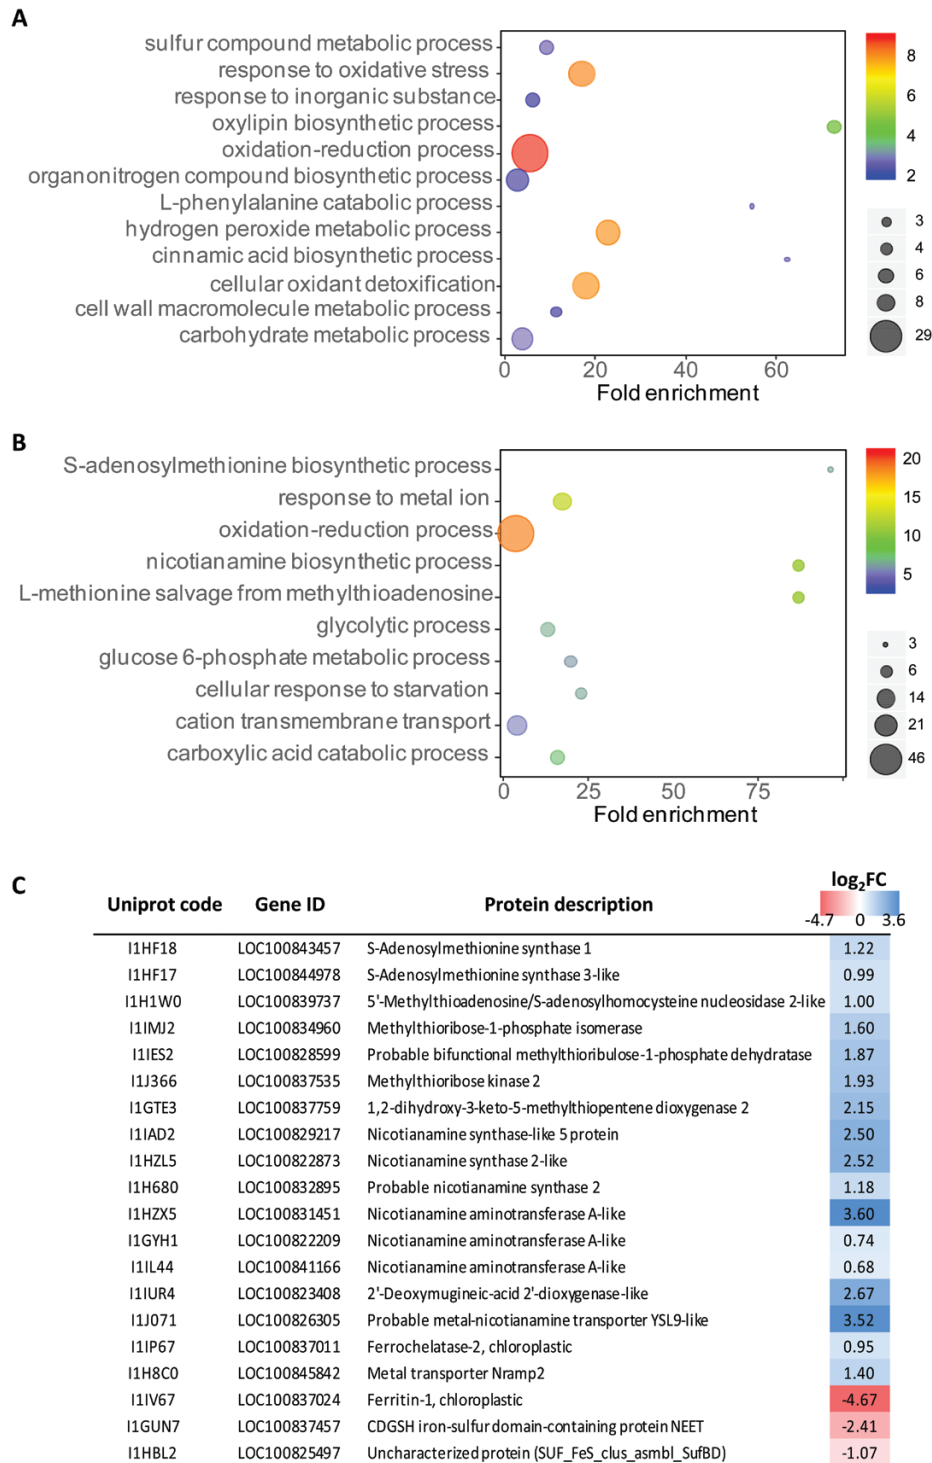 A
sulfur compound metabolic process
response to oxidative stress
response to inorganic substance
oxylipin biosynthetic process
oxidation-reduction process
organonitrogen compound biosynthetic process
L-phenylalanine catabolic process
hydrogen peroxide metabolic process
cinnamic acid biosynthetic process
cellular oxidant detoxification
cell wall macromolecule metabolic process
carbohydrate metabolic process
0 20 40 60
Fold enrichment
8
6
4
2
3
4
6
8
29
B
S-adenosylmethionine biosynthetic process
response to metal ion
oxidation-reduction process
nicotianamine biosynthetic process
L-methionine salvage from methylthioadenosine
glycolytic process
glucose 6-phosphate metabolic process
cellular response to starvation
cation transmembrane transport
carboxylic acid catabolic process
0 25 50 75
Fold enrichment
20
15
10
5
3
6
14
21
46
C
log2FC
-4.7 0 3.6
Uniprot code Gene ID Protein description
I1HF18 LOC100843457 S-Adenosylmethionine synthase 1 1.22
I1HF17 LOC100844978 S-Adenosylmethionine synthase 3-like 0.99
I1H1W0 LOC100839737 5'-Methylthioadenosine/S-adenosylhomocysteine nucleosidase 2-like 1.00
I1IMJ2 LOC100834960 Methylthioribose-1-phosphate isomerase 1.60
I1IES2 LOC100828599 Probable bifunctional methylthioribulose-1-phosphate dehydratase 1.87
I1J366 LOC100837535 Methylthioribose kinase 2 1.93
I1GTE3 LOC100837759 1,2-dihydroxy-3-keto-5-methylthiopentene dioxygenase 2 2.15
I1IAD2 LOC100829217 Nicotianamine synthase-like 5 protein 2.50
I1HZL5 LOC100822873 Nicotianamine synthase 2-like 2.52
I1H680 LOC100832895 Probable nicotianamine synthase 2 1.18
I1HZX5 LOC100831451 Nicotianamine aminotransferase A-like 3.60
I1GYH1 LOC100822209 Nicotianamine aminotransferase A-like 0.74
I1IL44 LOC100841166 Nicotianamine aminotransferase A-like 0.68
I1IUR4 LOC100823408 2'-Deoxymugineic-acid 2'-dioxygenase-like 2.67
I1J071 LOC100826305 Probable metal-nicotianamine transporter YSL9-like 3.52
I1IP67 LOC100837011 Ferrochelatase-2, chloroplastic 0.95
I1H8C0 LOC100845842 Metal transporter Nramp2 1.40
I1IV67 LOC100837024 Ferritin-1, chloroplastic -4.67
I1GUN7 LOC100837457 CDGSH iron-sulfur domain-containing protein NEET -2.41
I1HBL2 LOC100825497 Uncharacterized protein (SUF_FeS_clus_asmbl_SufBD) -1.07